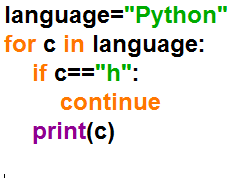 language="Python"
for c in language:
    if c=="h":
        continue
    print(c)